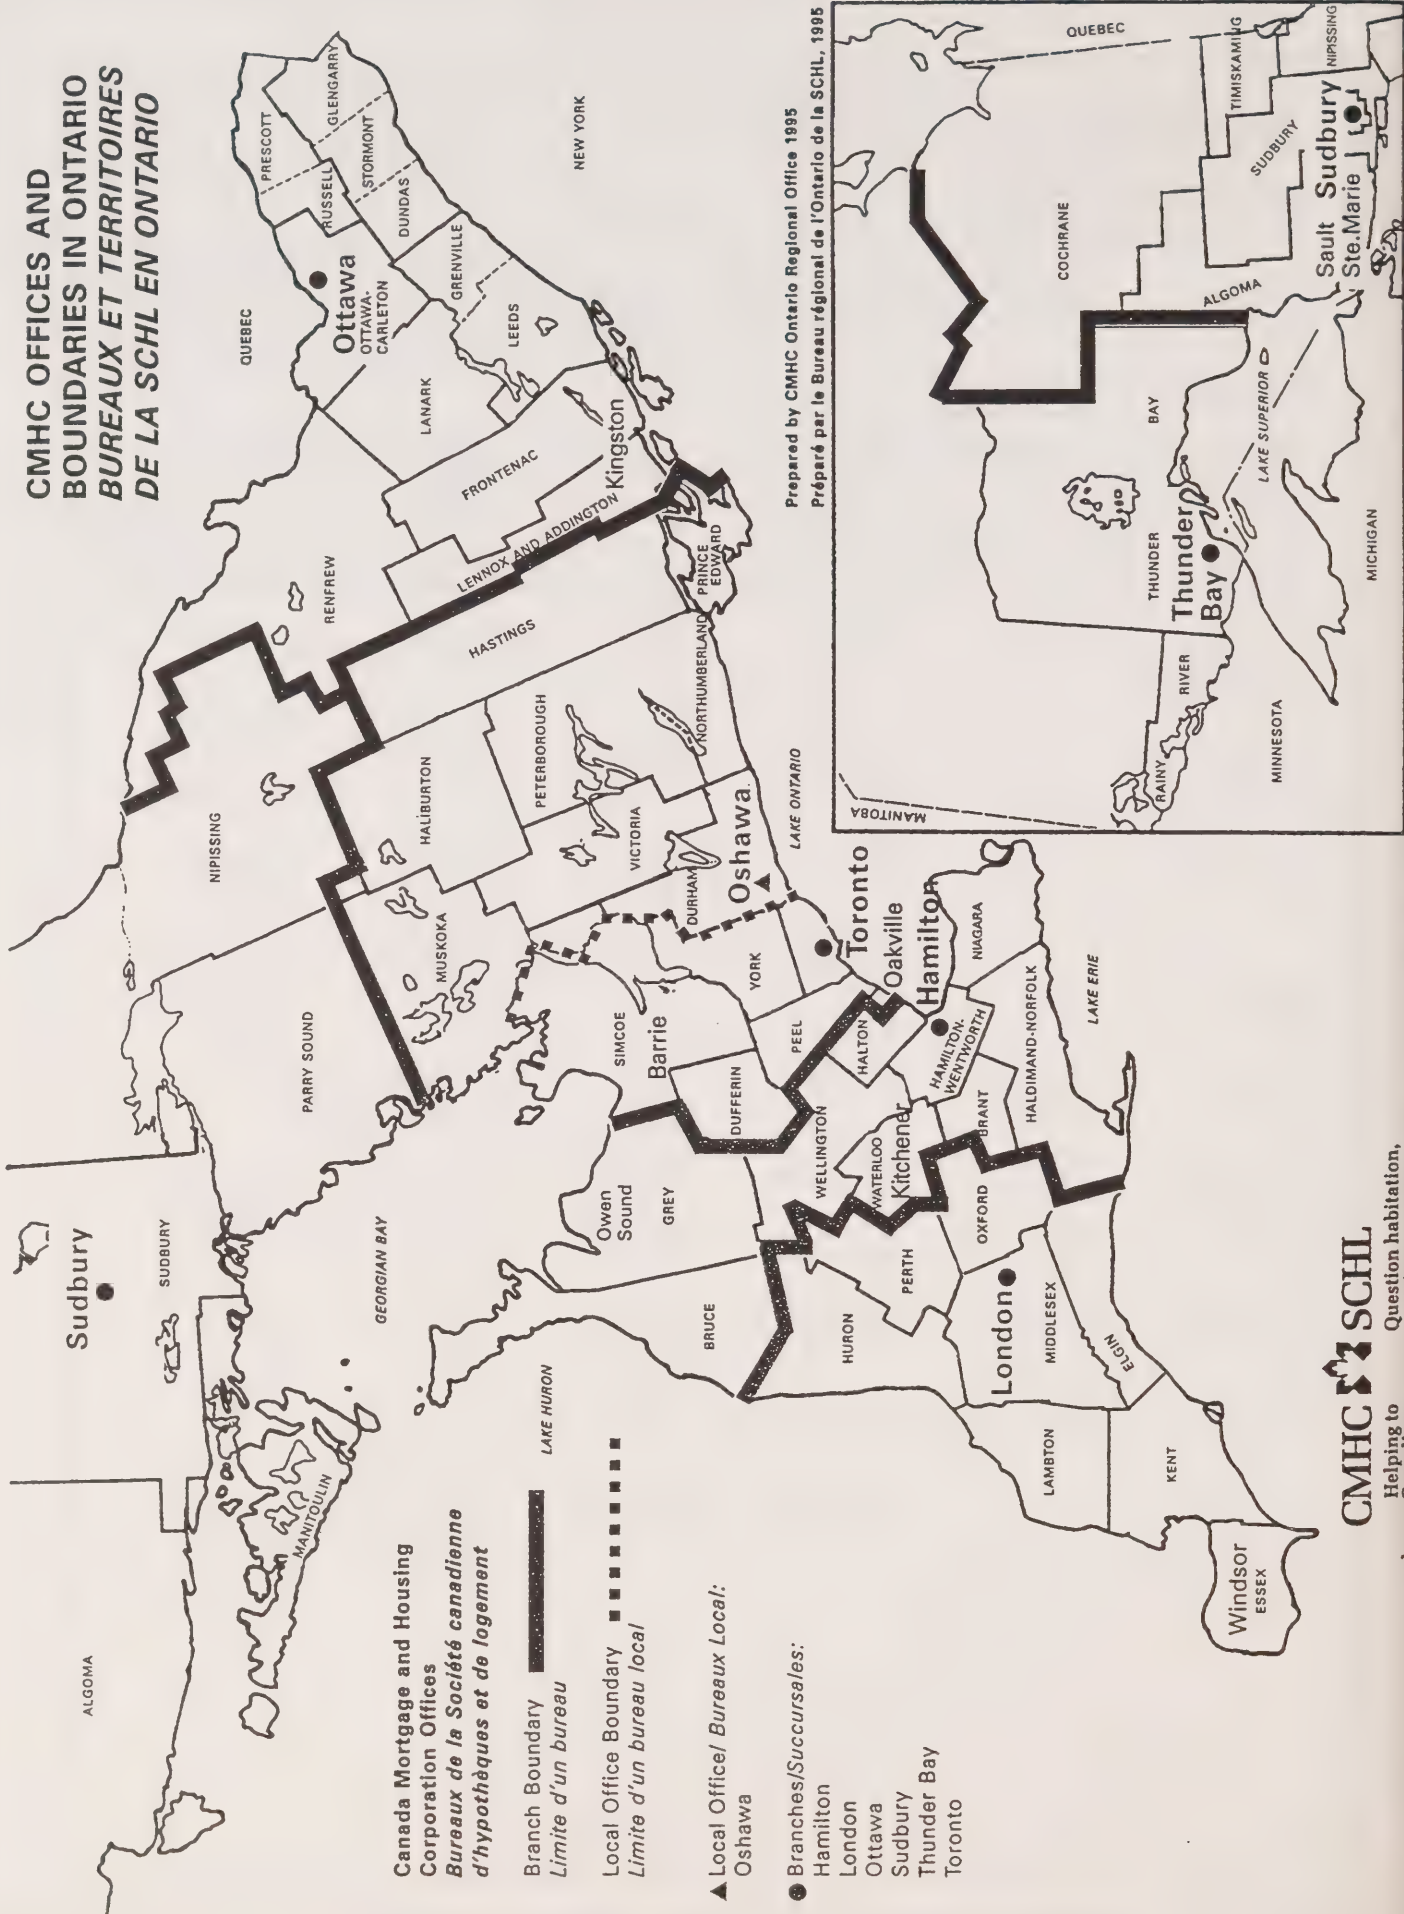 CMHC OFFICES AND
BOUNDARIES IN ONTARIO
BUREAUX ET TERRITOIRES
DE LA SCHL EN ONTARIO
QUEBEC
PRESCOTT
GLENGARRY
RUSSELL
STORMONT
DUNDAS
Ottawa
OTTAWA-
CARLETON
GRENVILLE
LEEDS
LANARK
NEW YORK
FRONTENAC
Kingston
LENNOX AND ADDINGTON
RENFREW
HASTINGS
PRINCE
EDWARD
NIPISSING
HALIBURTON
PETERBOROUGH
NORTHUMBERLAND
VICTORIA
MUSKOKA
DURHAM
Oshawa
LAKE ONTARIO
PARRY SOUND
SIMCOE
Barrie
YORK
Toronto
PEEL
Oakville
HALTON
Hamilton
HAMILTON-
WENTWORTH
NIAGARA
HALDIMAND-NORFOLK
LAKE ERIE
DUFFERIN
WELLINGTON
WATERLOO
Kitchener
BRANT
Owen
Sound
GREY
OXFORD
PERTH
BRUCE
HURON
London
MIDDLESEX
ELGIN
LAMBTON
KENT
Windsor
ESSEX
Sudbury
SUDBURY
GEORGIAN BAY
LAKE HURON
MANITOULIN
ALGOMA
Canada Mortgage and Housing
Corporation Offices
Bureaux de la Société canadienne
d'hypothèques et de logement
Branch Boundary
Limite d'un bureau
Local Office Boundary
Limite d'un bureau local
▲ Local Office/ Bureaux Local:
Oshawa
● Branches/Succursales:
Hamilton
London
Ottawa
Sudbury
Thunder Bay
Toronto
Prepared by CMHC Ontario Regional Office 1995
Préparé par le Bureau régional de l'Ontario de la SCHL, 1995
QUEBEC
TIMISKAMING
NIPISSING
SUDBURY
COCHRANE
Sudbury
Sault
Ste.Marie
ALGOMA
THUNDER BAY
LAKE SUPERIOR
Thunder
Bay
MICHIGAN
RAINY RIVER
MINNESOTA
MANITOBA
CMHC SCHL
Helping to
Question habitation,